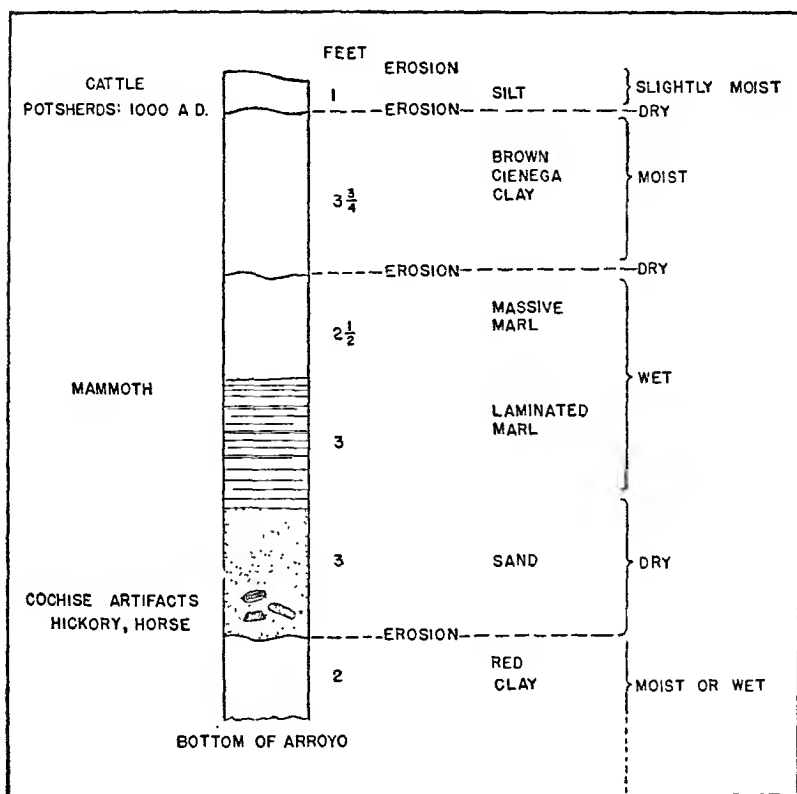 FEET
EROSION
CATTLE
1
SILT
SLIGHTLY MOIST
POTSHERDS: 1000 A.D.
EROSION
DRY
3 3/4
BROWN
CIENEGA
CLAY
MOIST
EROSION
DRY
2 1/2
MASSIVE
MARL
MAMMOTH
WET
3
LAMINATED
MARL
3
SAND
DRY
COCHISE ARTIFACTS
HICKORY, HORSE
EROSION
2
RED
CLAY
MOIST OR WET
BOTTOM OF ARROYO